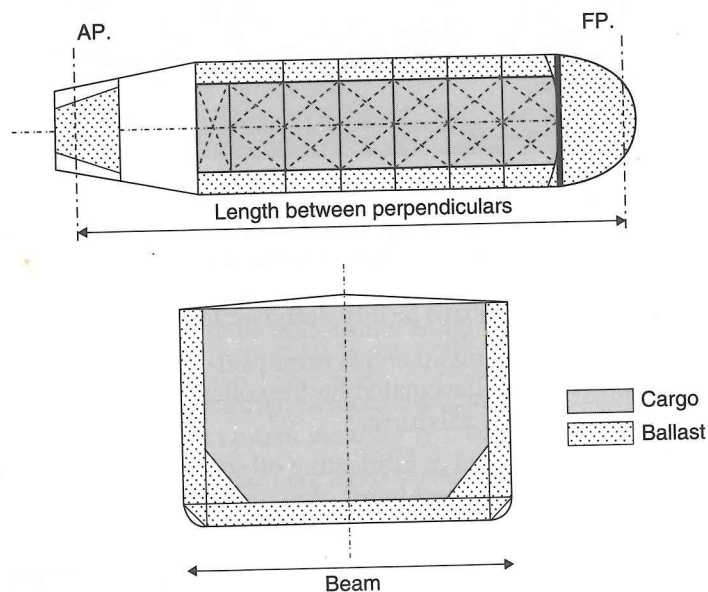 AP.
FP.
Length between perpendiculars
Cargo
Ballast
Beam